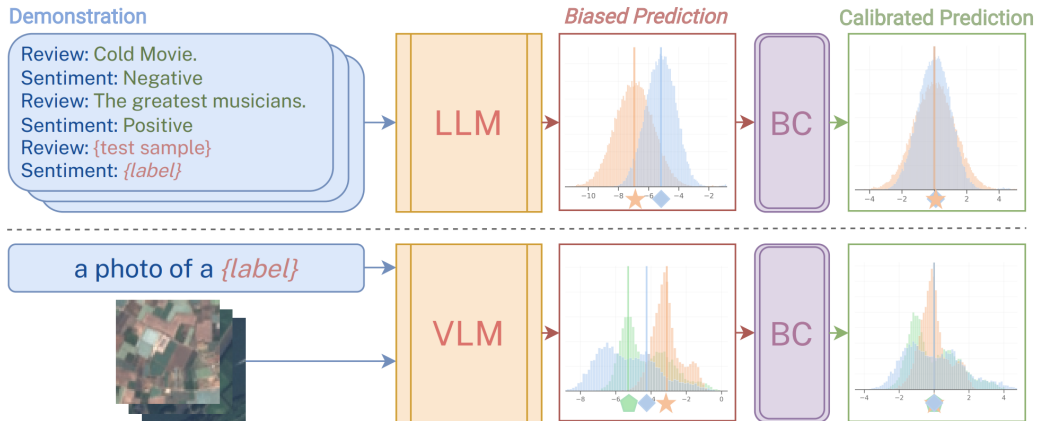 Demonstration
Biased Prediction
Calibrated Prediction
Review: Cold Movie.
Sentiment: Negative
Review: The greatest musicians.
Sentiment: Positive
Review: {test sample}
Sentiment: {label}
LLM
BC
−10 −8 −6 −4 −2
−4 −2 0 2 4
a photo of a {label}
VLM
BC
−8 −6 −4 −2 0
−4 −2 0 2 4